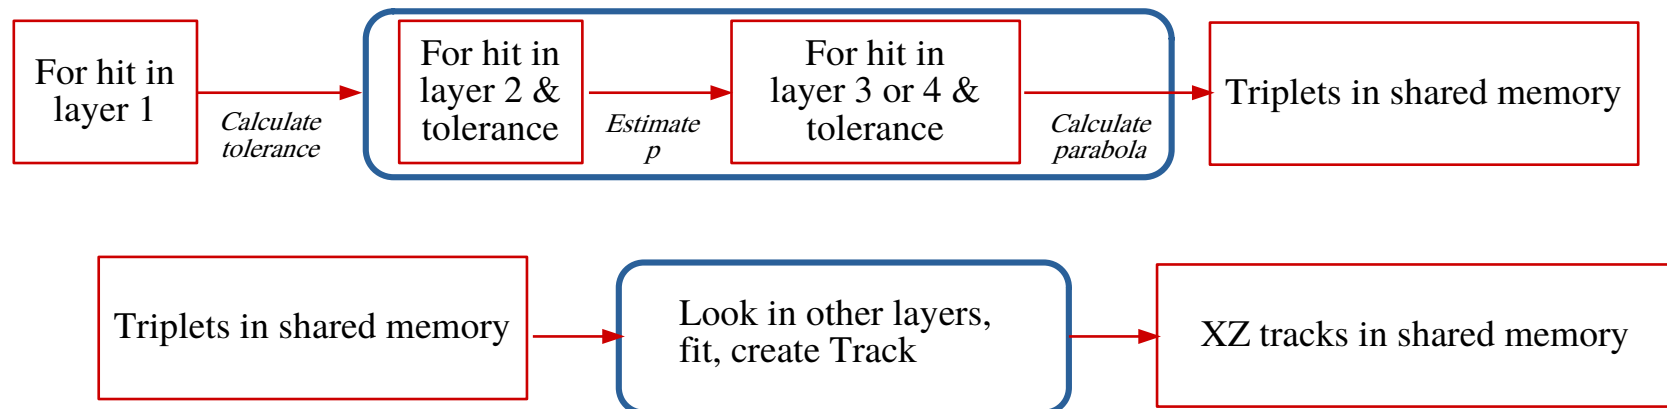 For hit in
layer 1
Calculate
tolerance
For hit in
layer 2 &
tolerance
Estimate
p
For hit in
layer 3 or 4 &
tolerance
Calculate
parabola
Triplets in shared memory
Triplets in shared memory
Look in other layers,
fit, create Track
XZ tracks in shared memory